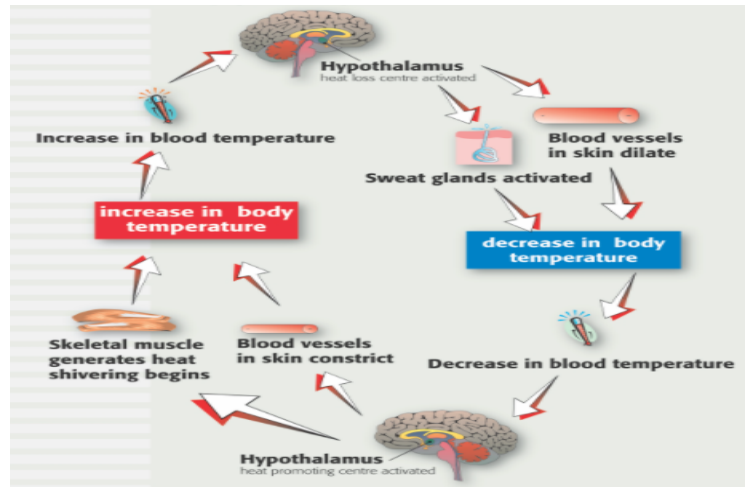 Hypothalamus
heat loss centre activated
Increase in blood temperature
Blood vessels
in skin dilate
Sweat glands activated
increase in body
temperature
decrease in body
temperature
Skeletal muscle
generates heat
shivering begins
Blood vessels
in skin constrict
Decrease in blood temperature
Hypothalamus
heat promoting centre activated